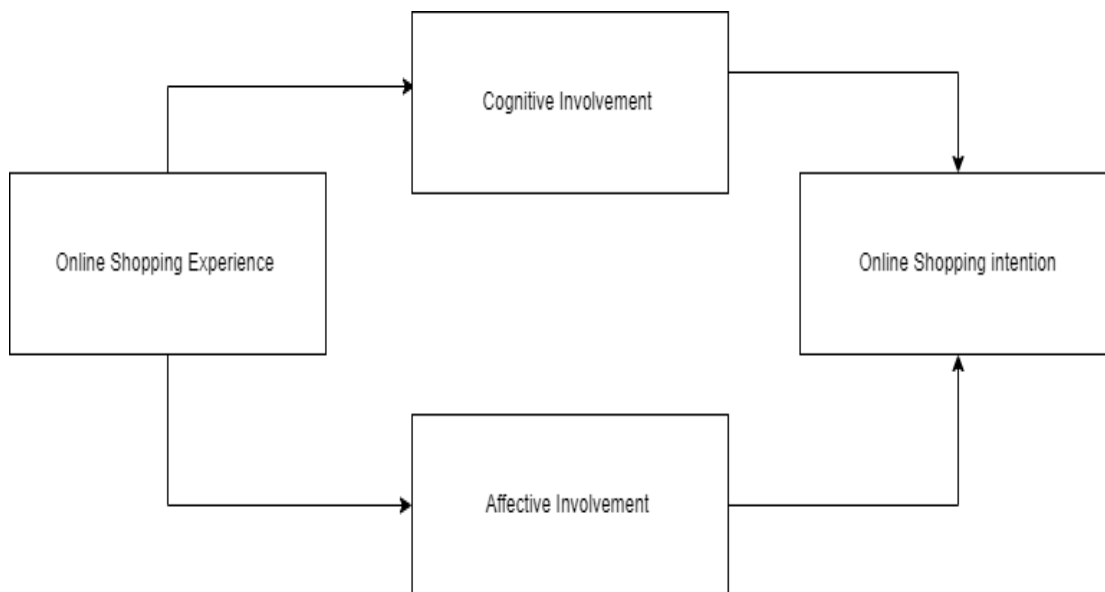 Cognitive Involvement
Online Shopping Experience
Online Shopping intention
Affective Involvement